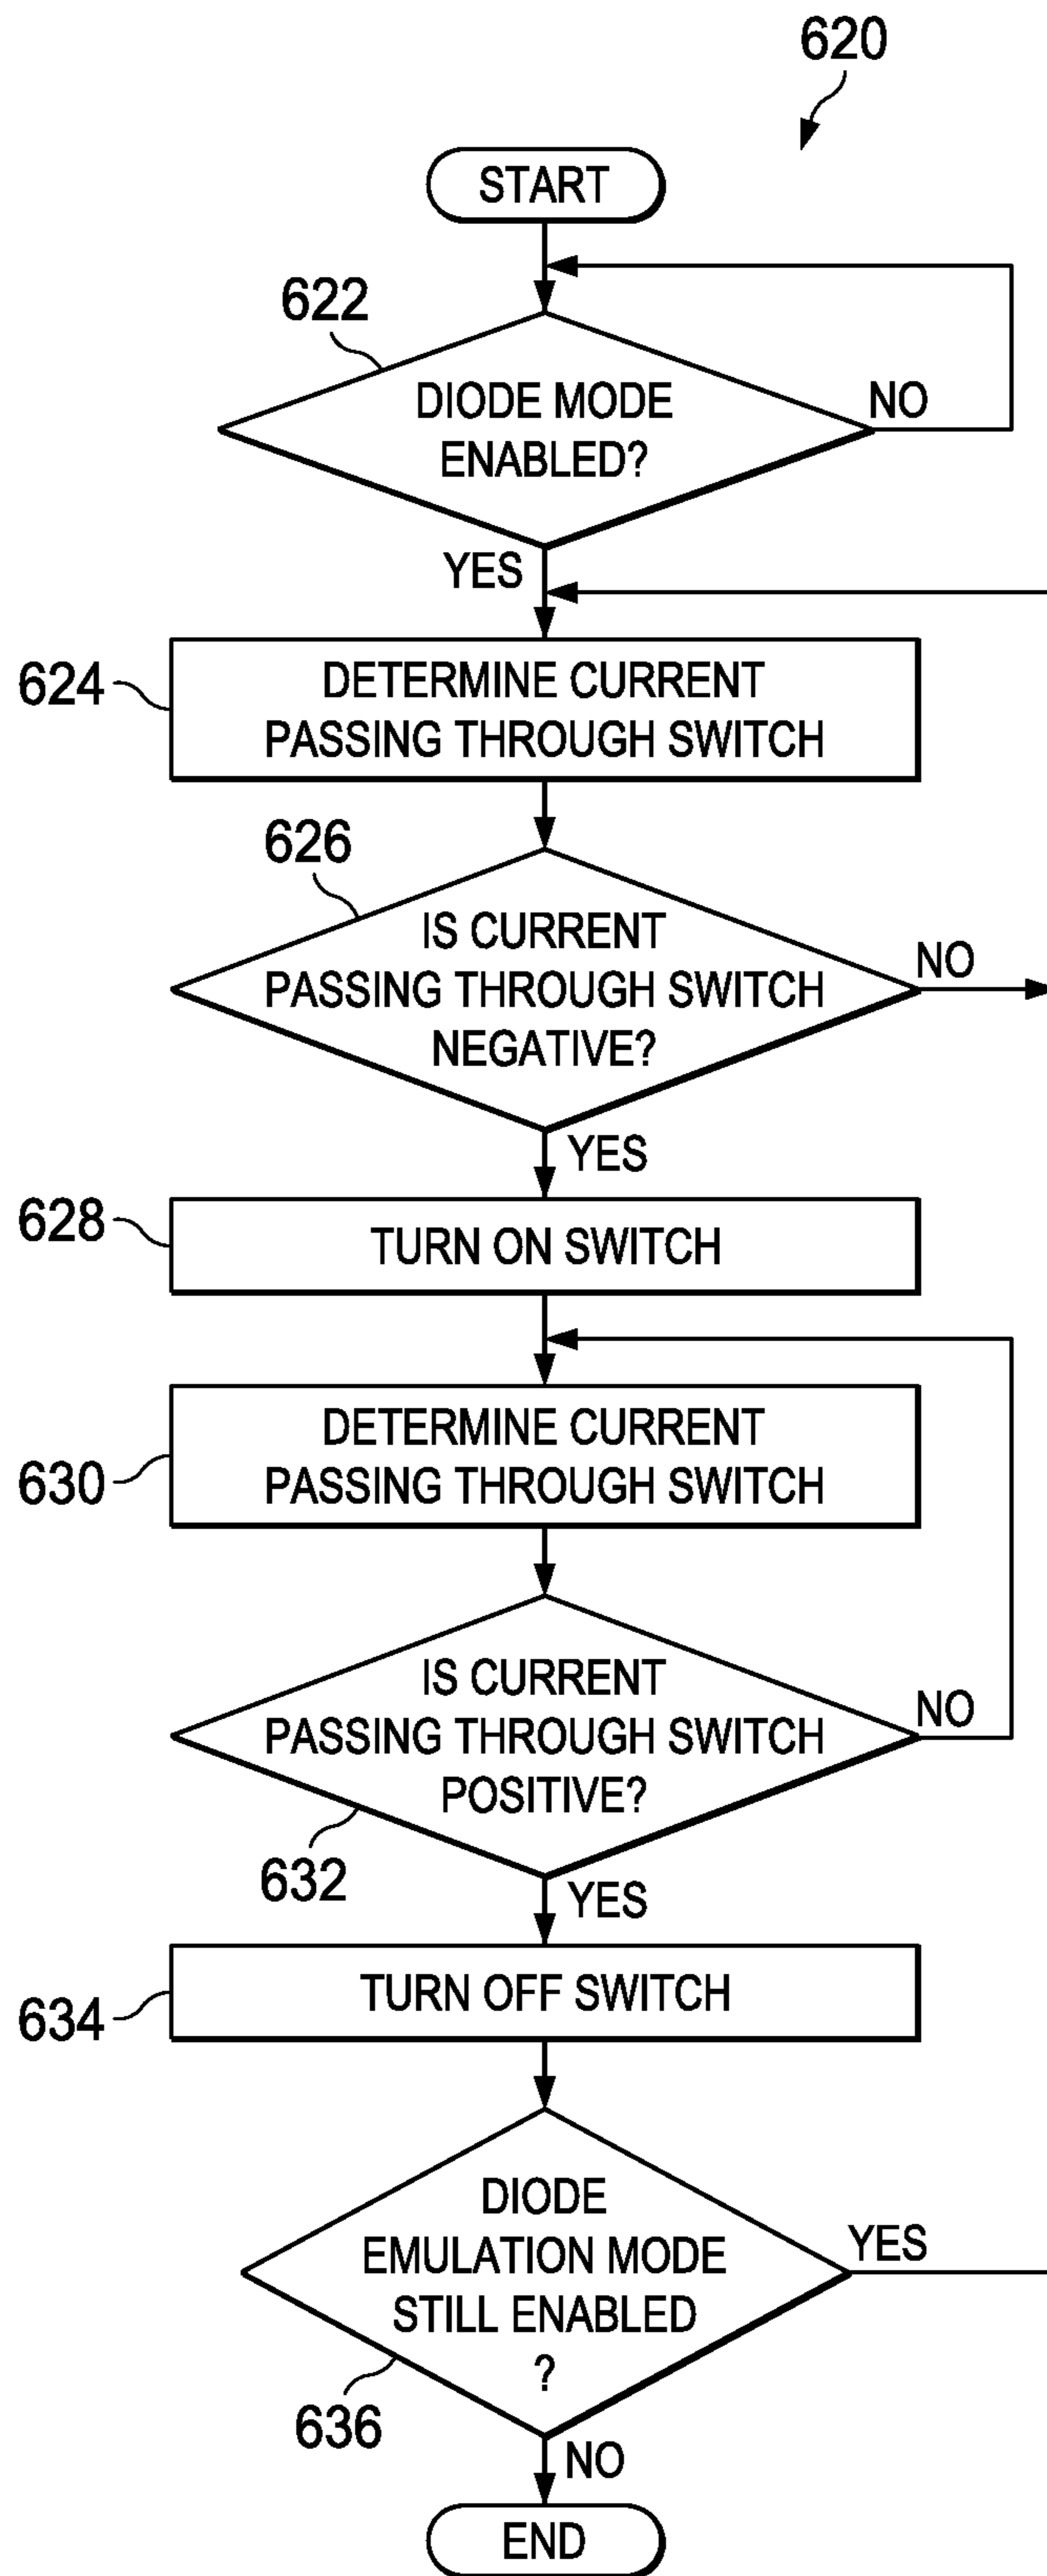 620
START
622
DIODE MODE
ENABLED?
NO
YES
624
DETERMINE CURRENT
PASSING THROUGH SWITCH
626
IS CURRENT
PASSING THROUGH SWITCH
NEGATIVE?
NO
YES
628
TURN ON SWITCH
630
DETERMINE CURRENT
PASSING THROUGH SWITCH
IS CURRENT
PASSING THROUGH SWITCH
POSITIVE?
NO
632
YES
634
TURN OFF SWITCH
DIODE
EMULATION MODE
STILL ENABLED
?
YES
636
NO
END